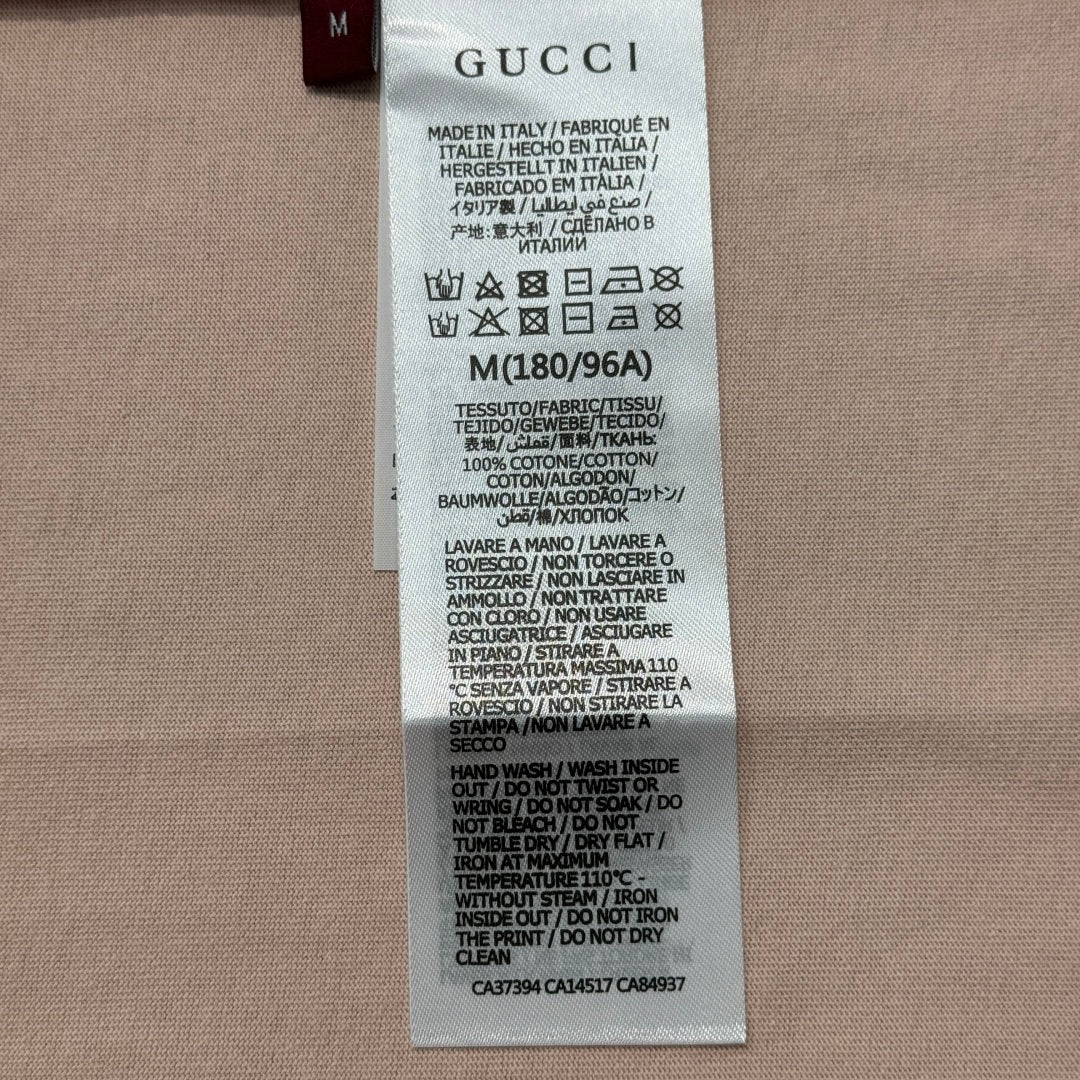 M
GUCCI
MADE IN ITALY / FABRIQUÉ EN
ITALIE / HECHO EN ITALIA /
HERGESTELLT IN ITALIEN /
FABRICADO EM ITÀLIA /
イタリア製 / صنع في ايطاليا /
产地:意大利 / СДЕЛАНО В
ИТАЛИИ
M(180/96A)
TESSUTO/FABRIC/TISSU/
TEJIDO/GEWEBE/TECIDO/
表地/قماش/面料/ТКАНЬ:
100% COTONE/COTTON/
COTON/ALGODON/
BAUMWOLLE/ALGODÃO/コットン/
قطن/棉/ХЛОПОК
LAVARE A MANO / LAVARE A
ROVESCIO / NON TORCERE O
STRIZZARE / NON LASCIARE IN
AMMOLLO / NON TRATTARE
CON CLORO / NON USARE
ASCIUGATRICE / ASCIUGARE
IN PIANO / STIRARE A
TEMPERATURA MASSIMA 110
°C SENZA VAPORE / STIRARE A
ROVESCIO / NON STIRARE LA
STAMPA / NON LAVARE A
SECCO
HAND WASH / WASH INSIDE
OUT / DO NOT TWIST OR
WRING / DO NOT SOAK / DO
NOT BLEACH / DO NOT
TUMBLE DRY / DRY FLAT /
IRON AT MAXIMUM
TEMPERATURE 110°C -
WITHOUT STEAM / IRON
INSIDE OUT / DO NOT IRON
THE PRINT / DO NOT DRY
CLEAN
CA37394 CA14517 CA84937